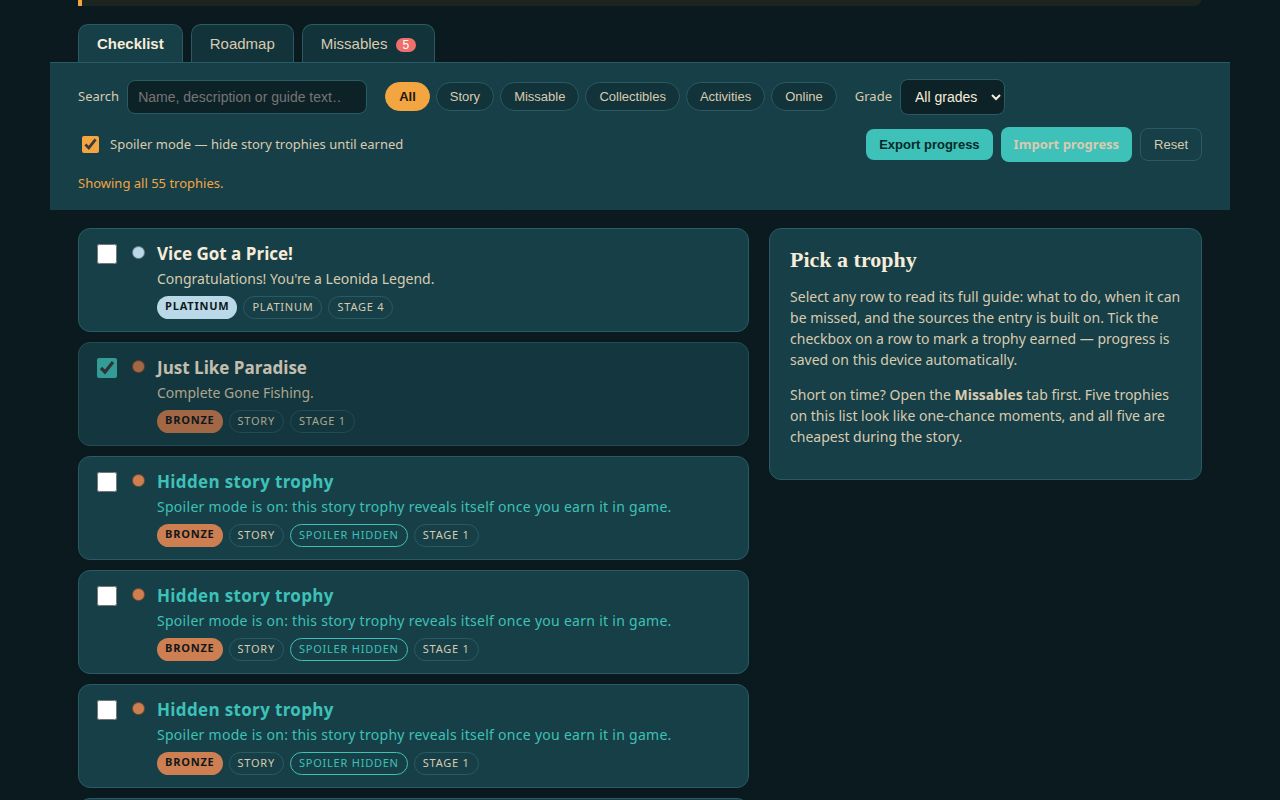 Checklist
Roadmap
Missables 5
Search
Name, description or guide text..
All
Story
Missable
Collectibles
Activities
Online
Grade
All grades
Spoiler mode — hide story trophies until earned
Export progress
Import progress
Reset
Showing all 55 trophies.
Vice Got a Price!
Congratulations! You're a Leonida Legend.
PLATINUM
PLATINUM
STAGE 4
Just Like Paradise
Complete Gone Fishing.
BRONZE
STORY
STAGE 1
Hidden story trophy
Spoiler mode is on: this story trophy reveals itself once you earn it in game.
BRONZE
STORY
SPOILER HIDDEN
STAGE 1
Hidden story trophy
Spoiler mode is on: this story trophy reveals itself once you earn it in game.
BRONZE
STORY
SPOILER HIDDEN
STAGE 1
Hidden story trophy
Spoiler mode is on: this story trophy reveals itself once you earn it in game.
BRONZE
STORY
SPOILER HIDDEN
STAGE 1
Pick a trophy
Select any row to read its full guide: what to do, when it can
be missed, and the sources the entry is built on. Tick the
checkbox on a row to mark a trophy earned — progress is
saved on this device automatically.
Short on time? Open the Missables tab first. Five trophies
on this list look like one-chance moments, and all five are
cheapest during the story.